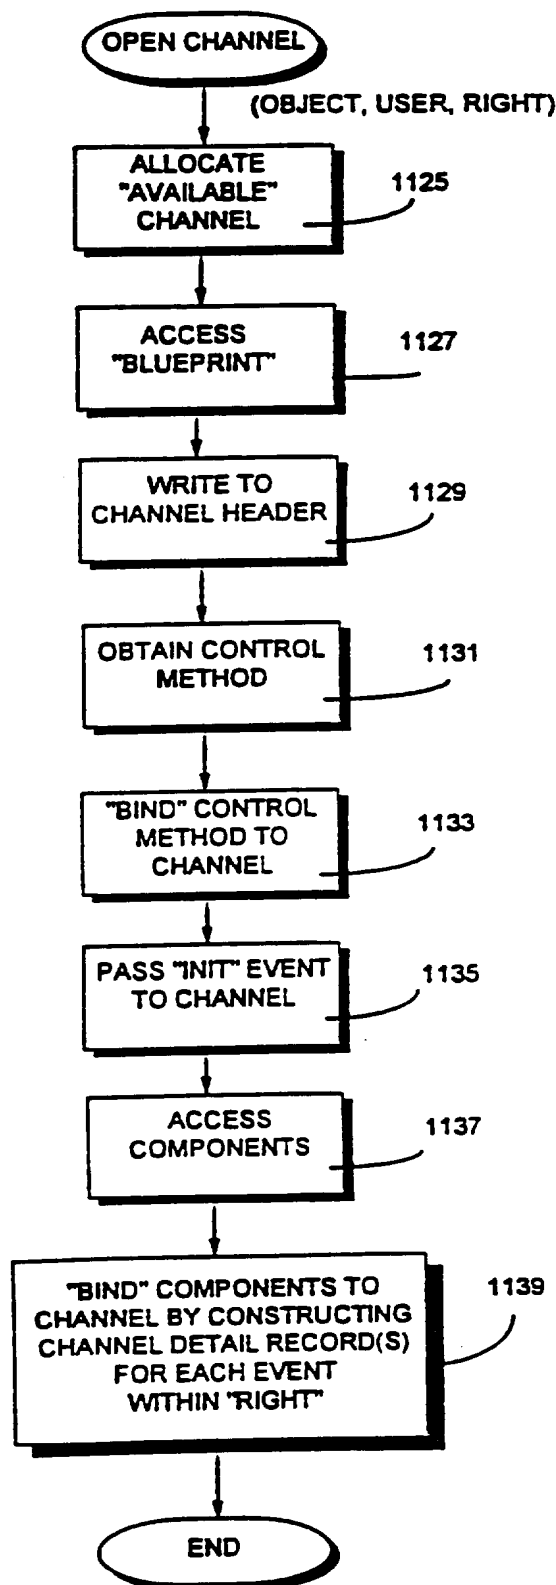 OPEN CHANNEL
(OBJECT, USER, RIGHT)
ALLOCATE
"AVAILABLE"
CHANNEL
1125
ACCESS
"BLUEPRINT"
1127
WRITE TO
CHANNEL HEADER
1129
OBTAIN CONTROL
METHOD
1131
"BIND" CONTROL
METHOD TO
CHANNEL
1133
PASS "INIT" EVENT
TO CHANNEL
1135
ACCESS
COMPONENTS
1137
"BIND" COMPONENTS TO
CHANNEL BY CONSTRUCTING
CHANNEL DETAIL RECORD(S)
FOR EACH EVENT
WITHIN "RIGHT"
1139
END